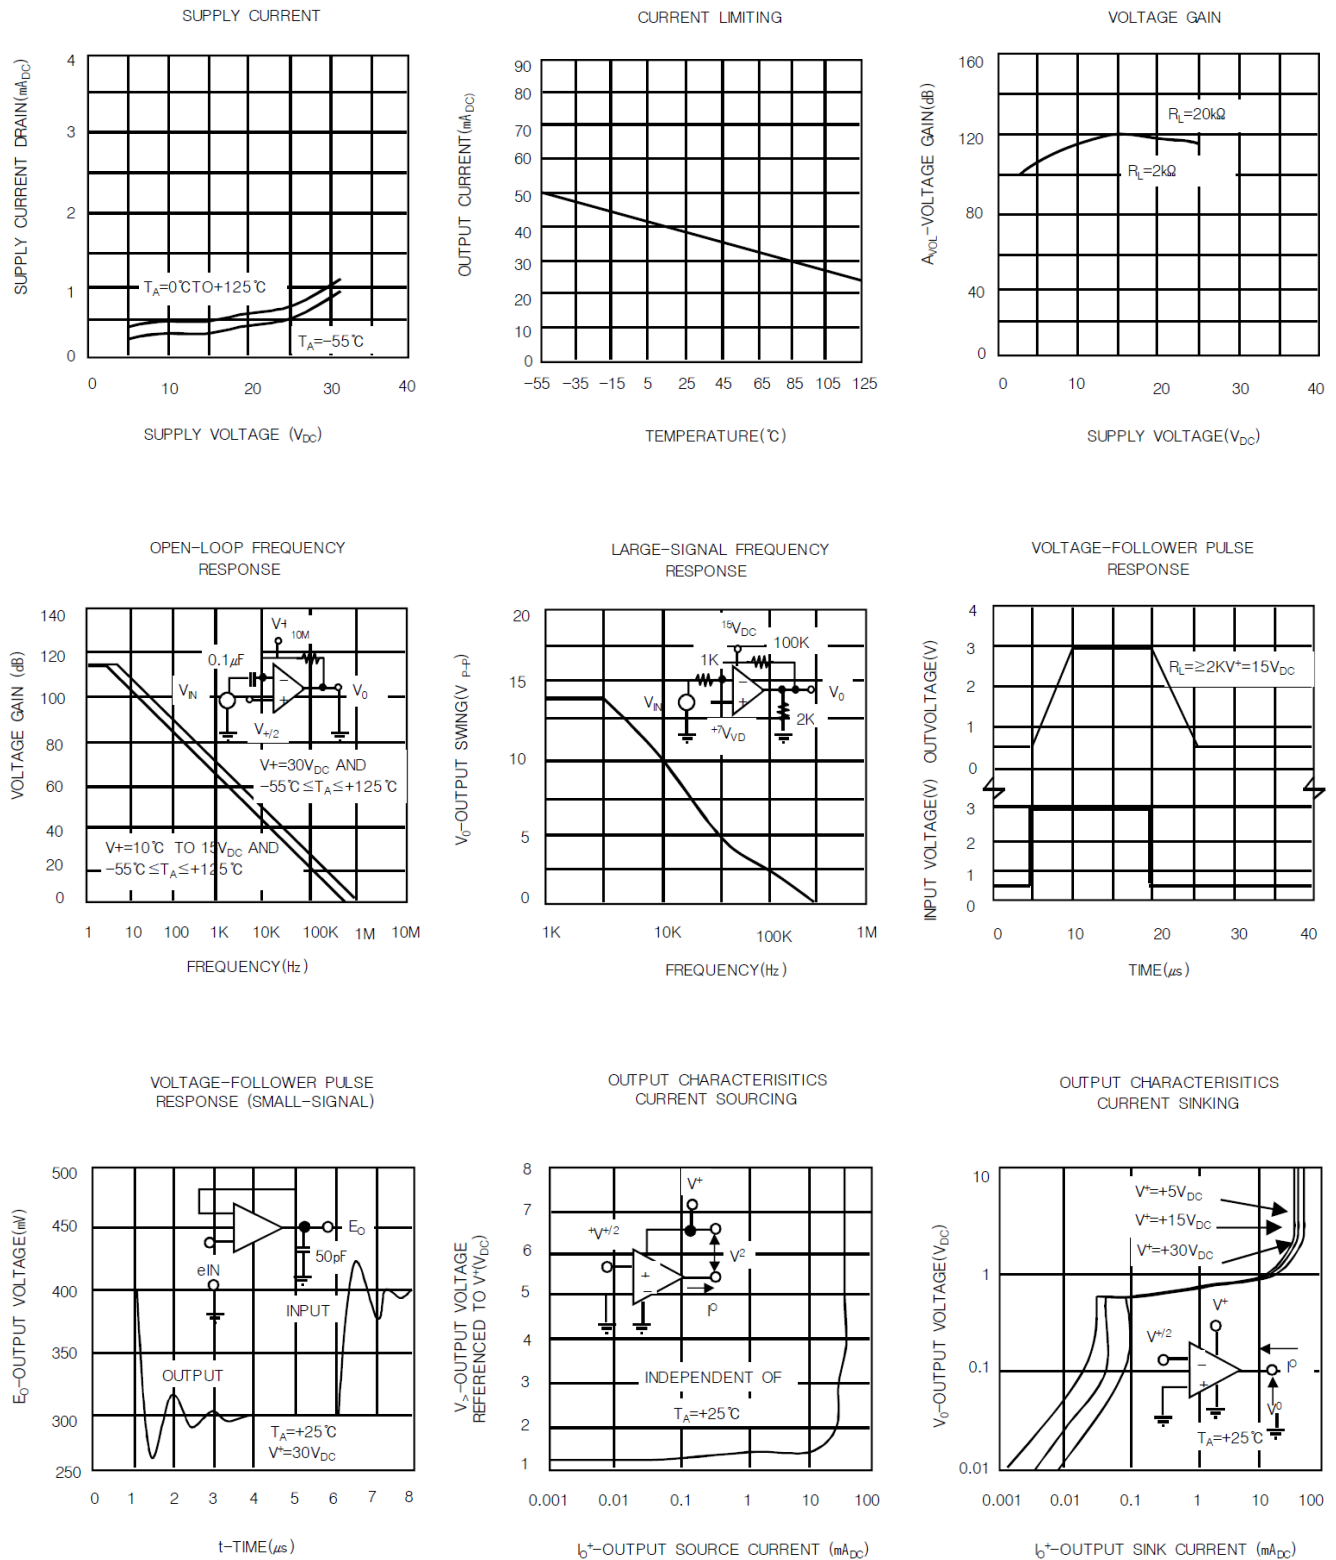 SUPPLY CURRENT
SUPPLY CURRENT DRAIN(mADC)
4
3
2
1
0
TA=0℃TO+125℃
TA=-55℃
0 10 20 30 40
SUPPLY VOLTAGE (VDC)
CURRENT LIMITING
OUTPUT CURRENT(mADC)
90
80
70
60
50
40
30
20
10
0
-55 -35 -15 5 25 45 65 85 105 125
TEMPERATURE(℃)
VOLTAGE GAIN
AVOL-VOLTAGE GAIN(dB)
160
120
80
40
0
RL=20kΩ
RL=2kΩ
0 10 20 30 40
SUPPLY VOLTAGE(VDC)
OPEN-LOOP FREQUENCY
RESPONSE
VOLTAGE GAIN (dB)
140
120
100
80
60
40
20
0
V+
10M
0.1μF
VIN
V0
V+/2
V+=30VDC AND
-55℃≤TA≤+125℃
V+=10℃ TO 15VDC AND
-55℃≤TA≤+125℃
1 10 100 1K 10K 100K 1M 10M
FREQUENCY(Hz)
LARGE-SIGNAL FREQUENCY
RESPONSE
V0-OUTPUT SWING(V P-P)
20
15
10
5
0
15VDC
100K
1K
VIN
V0
+7VVD
2K
1K 10K 100K 1M
FREQUENCY(Hz)
VOLTAGE-FOLLOWER PULSE
RESPONSE
INPUT VOLTAGE(V) OUTVOLTAGE(V)
4
3
2
1
0
3
2
1
0
RL=≥2KV+=15VDC
0 10 20 30 40
TIME(μs)
VOLTAGE-FOLLOWER PULSE
RESPONSE (SMALL-SIGNAL)
EO-OUTPUT VOLTAGE(mV)
500
450
400
350
300
250
EO
50pF
eIN
INPUT
OUTPUT
TA=+25℃
V+=30VDC
0 1 2 3 4 5 6 7 8
t-TIME(μs)
OUTPUT CHARACTERISITICS
CURRENT SOURCING
V>-OUTPUT VOLTAGE
REFERENCED TO V+(VDC)
8
7
6
5
4
3
2
1
V+
+V+/2
V2
IO
+
-
INDEPENDENT OF
TA=+25℃
0.001 0.01 0.1 1 10 100
IO+-OUTPUT SOURCE CURRENT (mADC)
OUTPUT CHARACTERISITICS
CURRENT SINKING
V0-OUTPUT VOLTAGE(VDC)
10
1
0.1
0.01
V+=+5VDC
V+=+15VDC
V+=+30VDC
V+
V+/2
-
+
IO
VO
TA=+25℃
0.001 0.01 0.1 1 10 100
IO+-OUTPUT SINK CURRENT (mADC)